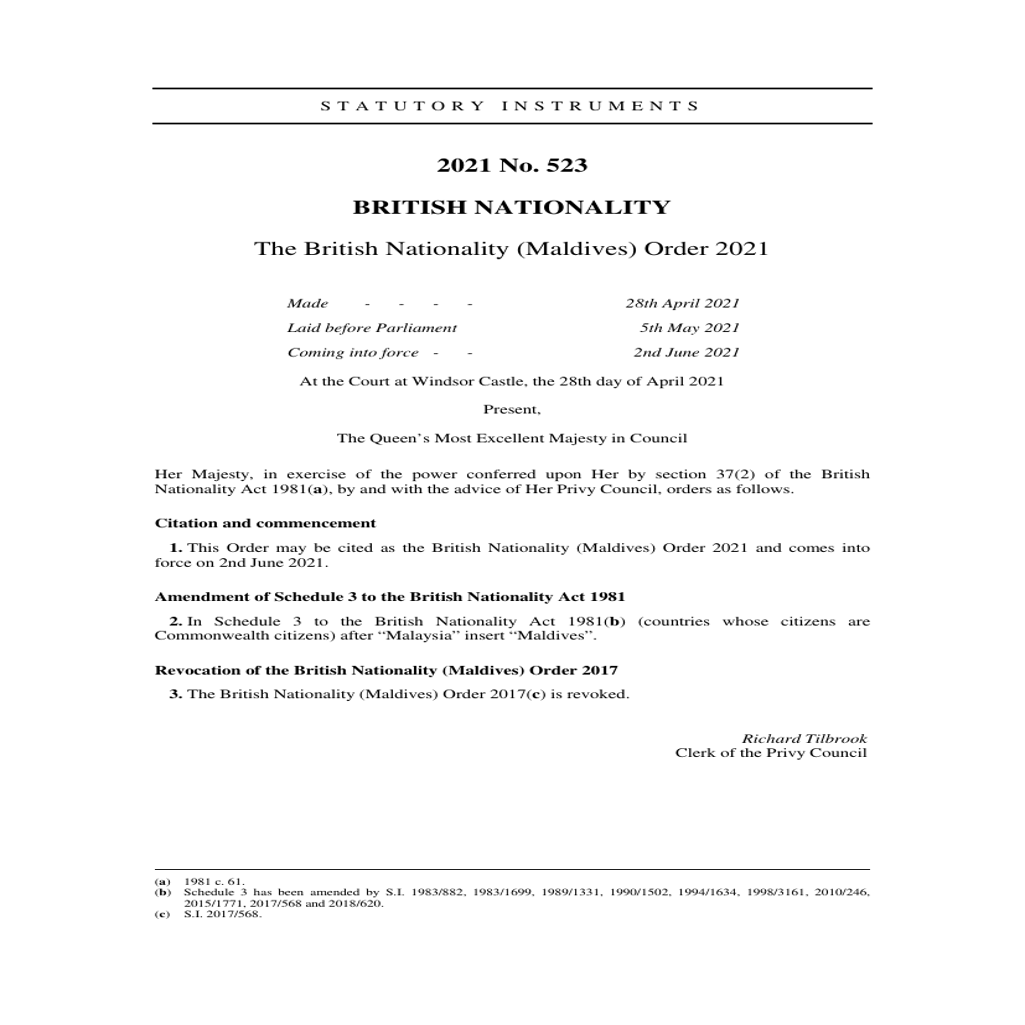 STATUTORY INSTRUMENTS
2021 No. 523
BRITISH NATIONALITY
The British Nationality (Maldives) Order 2021
Made - - - - 28th April 2021
Laid before Parliament 5th May 2021
Coming into force - - 2nd June 2021
At the Court at Windsor Castle, the 28th day of April 2021
Present,
The Queen’s Most Excellent Majesty in Council
Her Majesty, in exercise of the power conferred upon Her by section 37(2) of the British
Nationality Act 1981(a), by and with the advice of Her Privy Council, orders as follows.
Citation and commencement
1. This Order may be cited as the British Nationality (Maldives) Order 2021 and comes into
force on 2nd June 2021.
Amendment of Schedule 3 to the British Nationality Act 1981
2. In Schedule 3 to the British Nationality Act 1981(b) (countries whose citizens are
Commonwealth citizens) after “Malaysia” insert “Maldives”.
Revocation of the British Nationality (Maldives) Order 2017
3. The British Nationality (Maldives) Order 2017(c) is revoked.
Richard Tilbrook
Clerk of the Privy Council
(a) 1981 c. 61.
(b) Schedule 3 has been amended by S.I. 1983/882, 1983/1699, 1989/1331, 1990/1502, 1994/1634, 1998/3161, 2010/246,
2015/1771, 2017/568 and 2018/620.
(c) S.I. 2017/568.